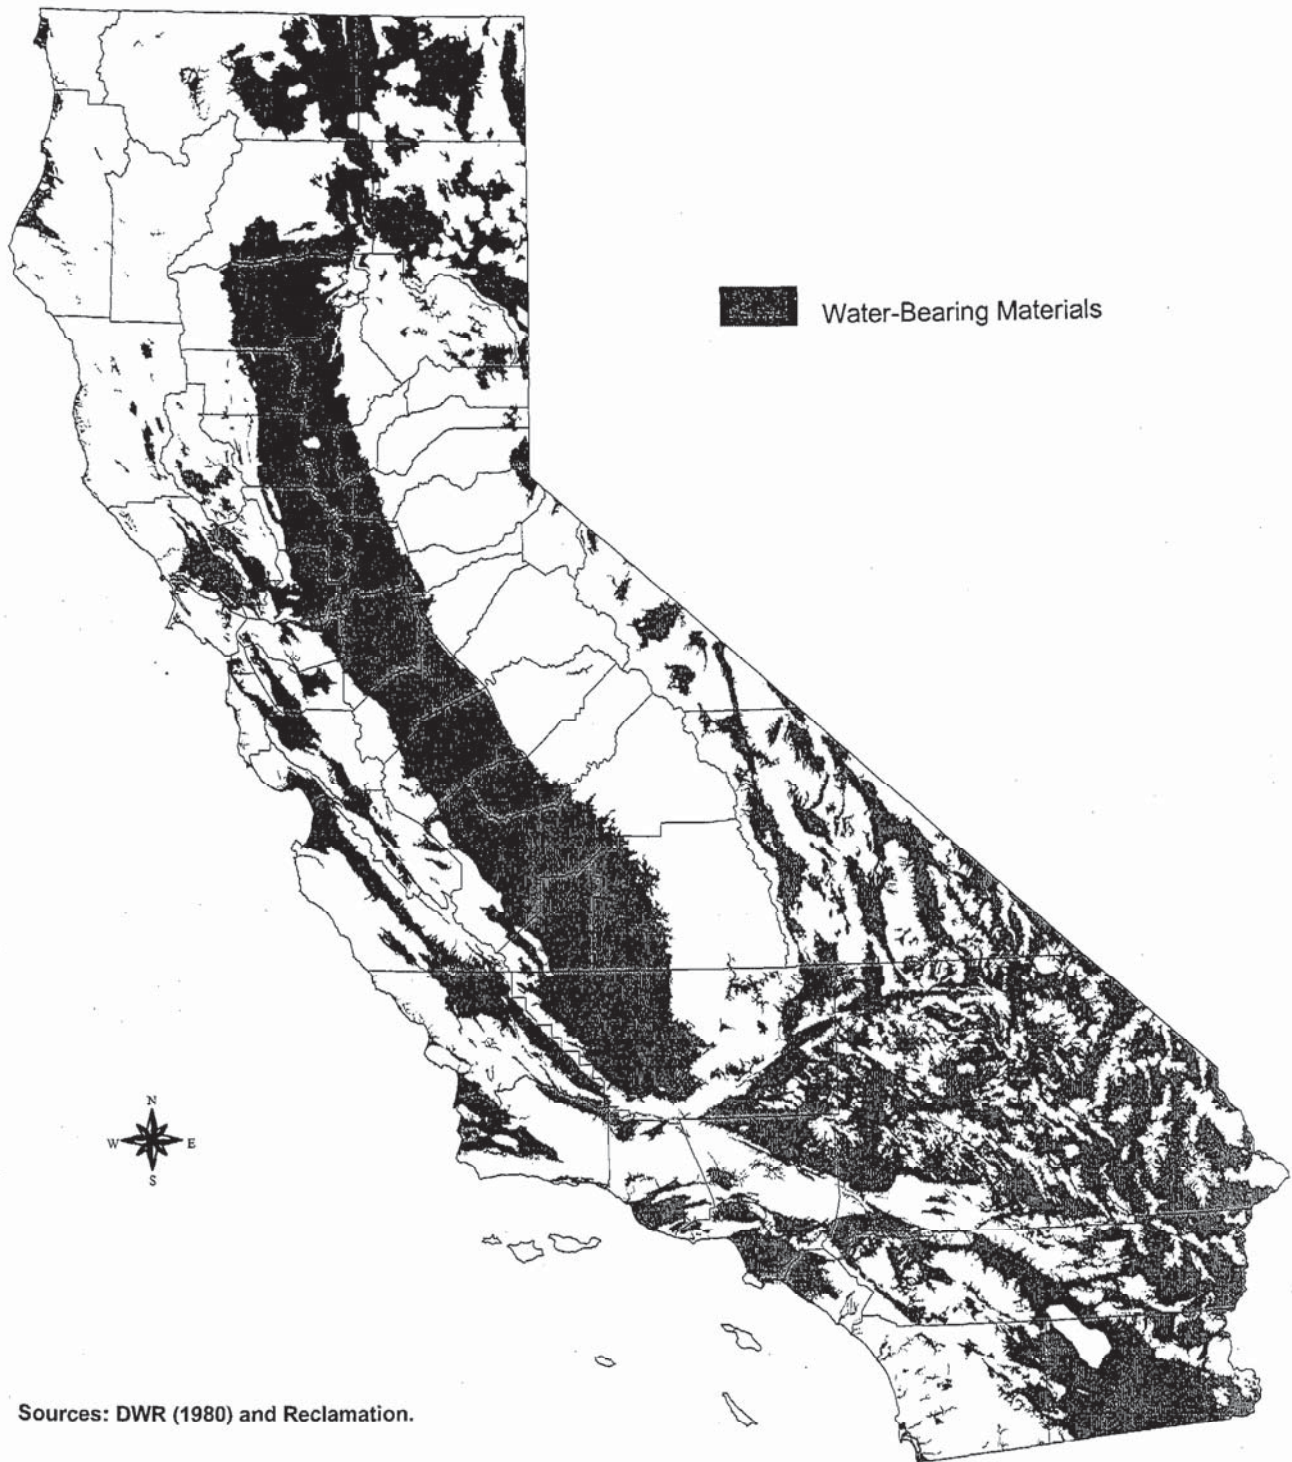 Water-Bearing Materials
N
W E
S
Sources: DWR (1980) and Reclamation.